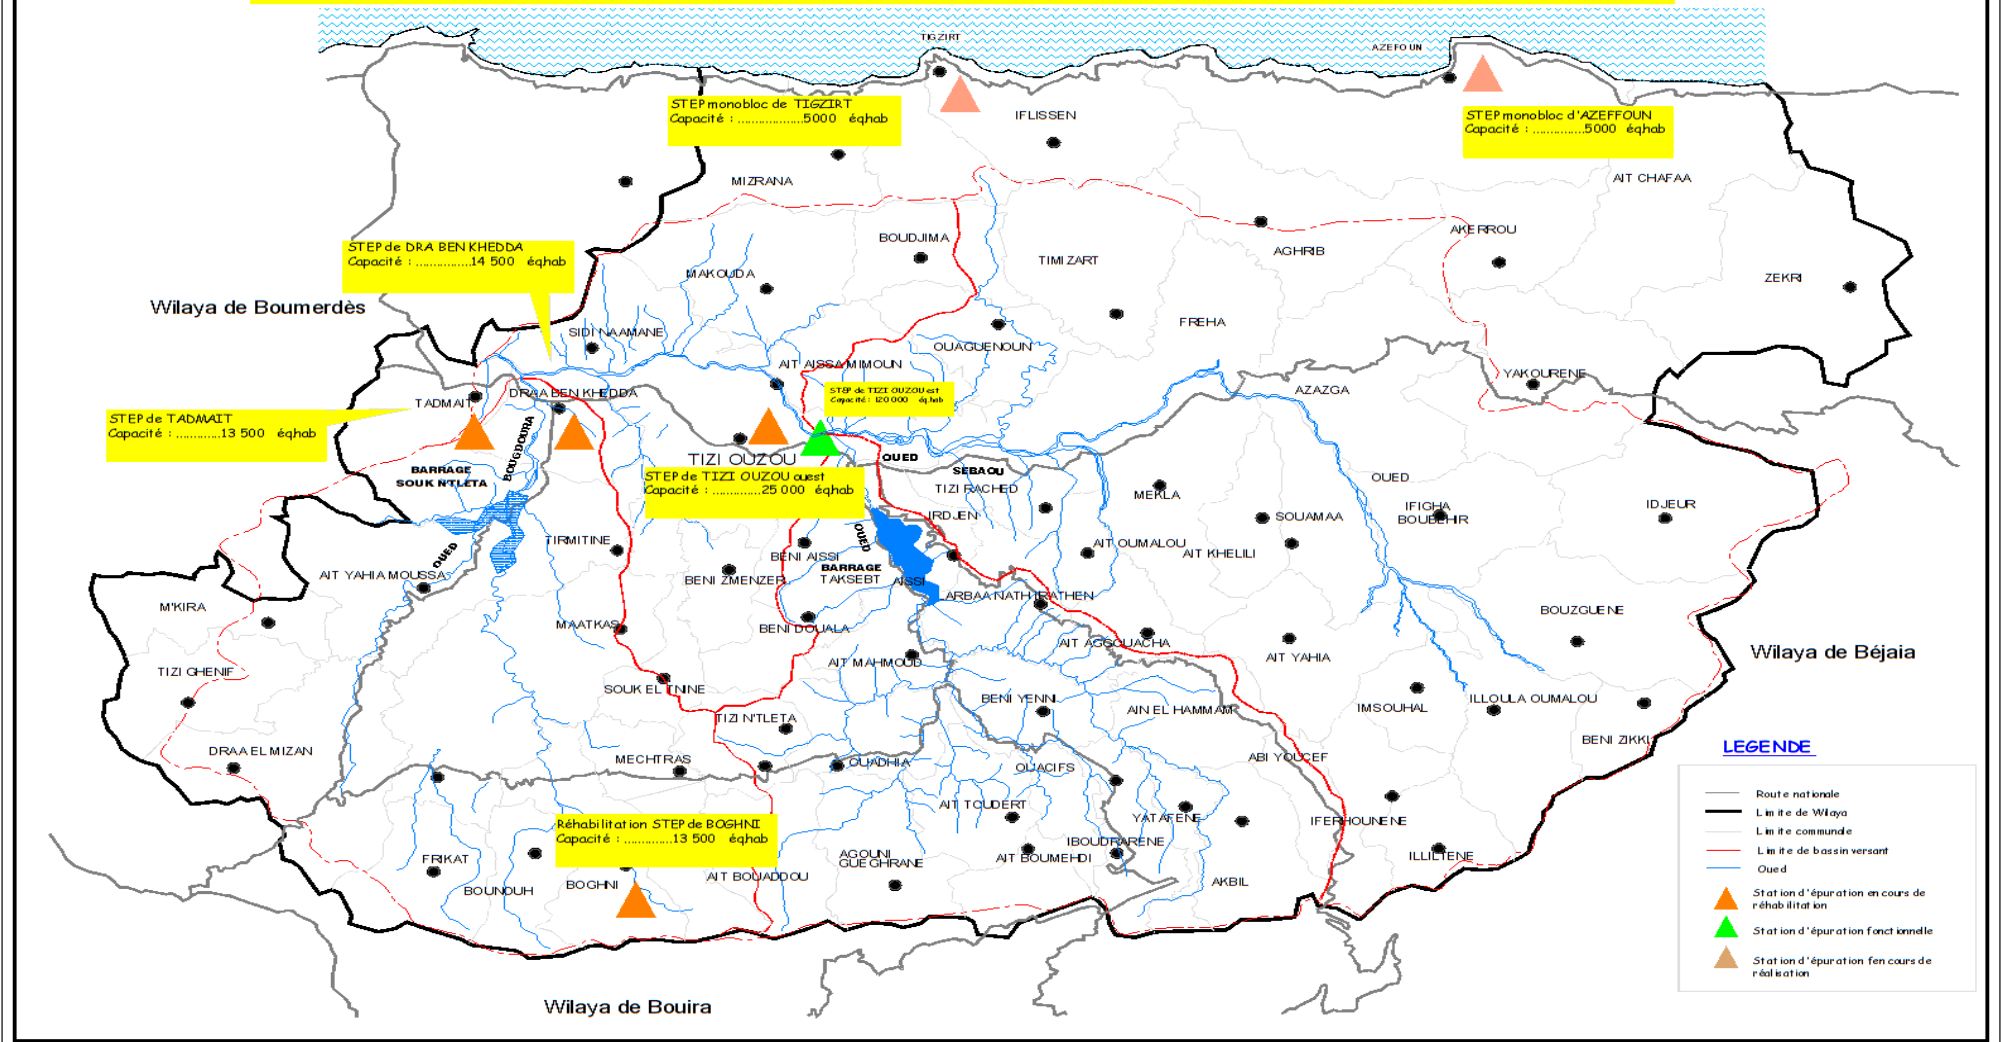 TIGZIRT
AZEFOUN
STEP monobloc de TIGZIRT
Capacité : ...................5000 éqhab
IFLISSEN
STEP monobloc d'AZEFFOUN
Capacité : ...............5000 éqhab
MIZRANA
AIT CHAFAA
STEP de DRA BEN KHEDDA
Capacité : ................14 500 éqhab
BOUDJIMA
AKERROU
AGHRIB
TIMIZART
MAKOUDA
ZEKRI
Wilaya de Boumerdès
SIDI NAAMANE
FREHA
OUAGUENOUN
AIT AISSA MIMOUN
YAKOURENE
STEP de TIZI OUZOU est
Capacité : 120 000 éq.hab
AZAZGA
DRAA BEN KHEDDA
TADMAIT
STEP de TADMAIT
Capacité : .............13 500 éqhab
BOUGDOURA
BARRAGE
SOUK N'TLETA
TIZI OUZOU
OUED
SEBAOU
STEP de TIZI OUZOU ouest
Capacité : ..............25 000 éqhab
TIZI RACHED
MEKLA
OUED
IFIGHA
BOUBEHIR
IDJEUR
IRDJEN
SOUAMAA
OUED
TIRMITINE
OUED
BENI AISSI
AIT OUMALOU
AIT KHELILI
BARRAGE
TAKSEBT
AISSI
AIT YAHIA MOUSSA
BENI ZMENZER
ARBAA NATH IRATHEN
M'KIRA
BOUZGUENE
MAATKAS
BENI DOUALA
AIT AGGOUACHA
AIT YAHIA
Wilaya de Béjaia
AIT MAHMOUD
TIZI GHENIF
SOUK EL TNINE
BENI YENNI
ILLOULA OUMALOU
IMSOUHAL
AIN EL HAMMAM
TIZI N'TLETA
BENI ZIKKI
DRAA EL MIZAN
MECHTRAS
OUADHIA
OUACIFS
ABI YOUCEF
AIT TOUDERT
YATAFENE
IFERHOUNENE
Réhabilitation STEP de BOGHNI
Capacité : ..............13 500 éqhab
IBOUDRARENE
FRIKAT
AGOUNI
GUEGHRANE
AIT BOUMEHDI
ILLILTENE
AIT BOUADDOU
AKBIL
BOUNOUH
BOGHNI
Wilaya de Bouira
LEGENDE
Route nationale
Limite de Wilaya
Limite communale
Limite de bassin versant
Oued
Station d'épuration en cours de
réhabilitation
Station d'épuration fonctionnelle
Station d'épuration fen cours de
réalisation